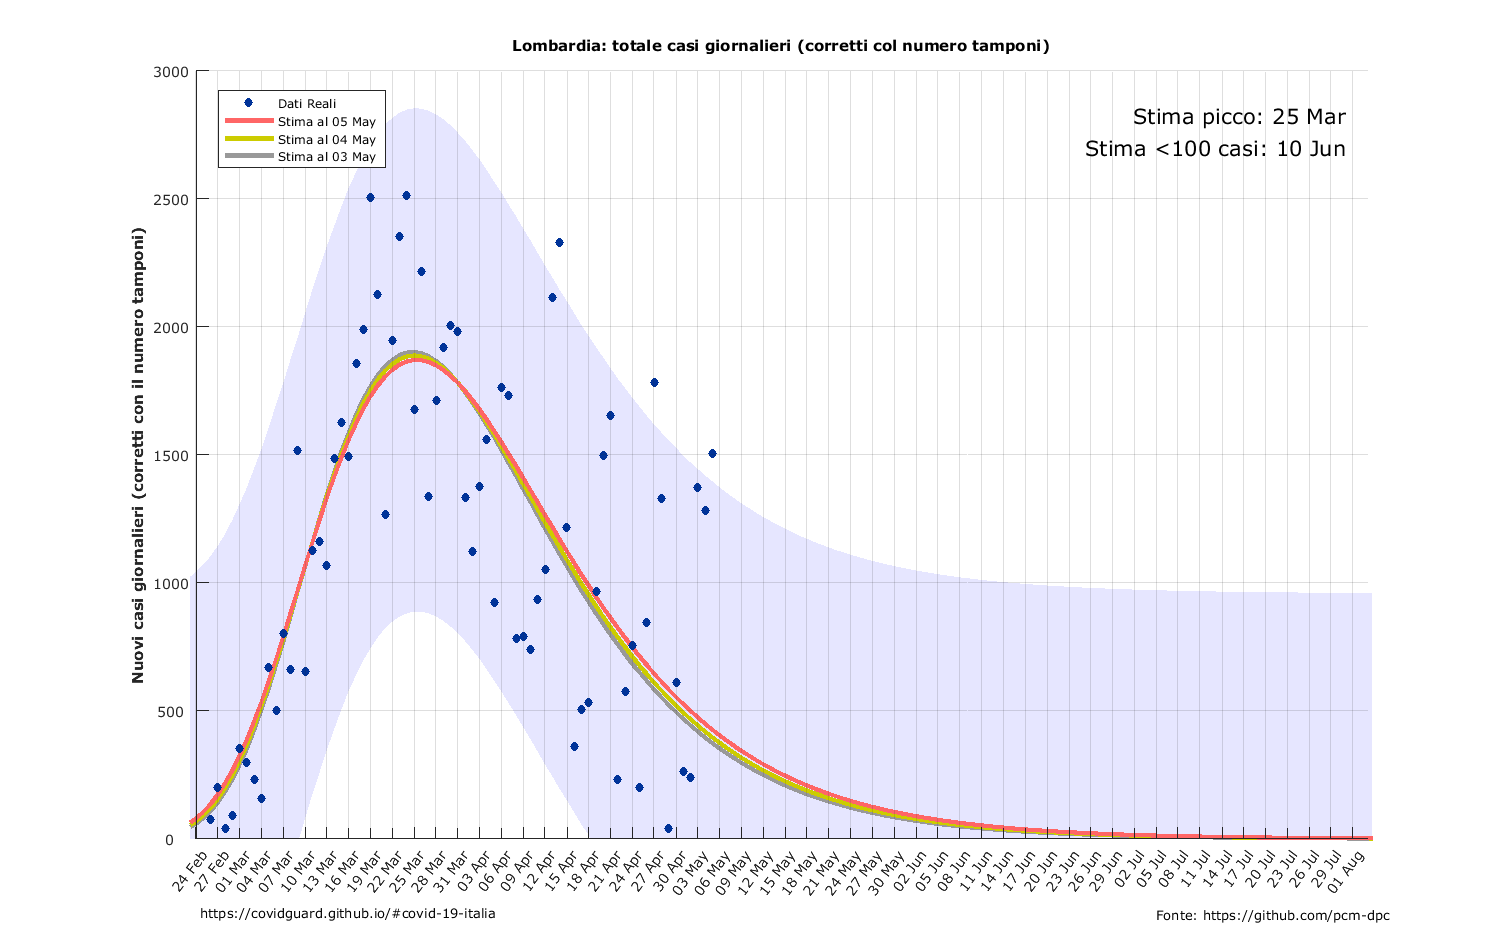 Lombardia: totale casi giornalieri (corretti col numero tamponi)
3000
2500
2000
1500
1000
500
0
Nuovi casi giornalieri (corretti con il numero tamponi)
Dati Reali
Stima al 05 May
Stima al 04 May
Stima al 03 May
Stima picco: 25 Mar
Stima <100 casi: 10 Jun
24 Feb
27 Feb
01 Mar
04 Mar
07 Mar
10 Mar
13 Mar
16 Mar
19 Mar
22 Mar
25 Mar
28 Mar
31 Mar
03 Apr
06 Apr
09 Apr
12 Apr
15 Apr
18 Apr
21 Apr
24 Apr
27 Apr
30 Apr
03 May
06 May
09 May
12 May
15 May
18 May
21 May
24 May
27 May
30 May
02 Jun
05 Jun
08 Jun
11 Jun
14 Jun
17 Jun
20 Jun
23 Jun
26 Jun
29 Jun
02 Jul
05 Jul
08 Jul
11 Jul
14 Jul
17 Jul
20 Jul
23 Jul
26 Jul
29 Jul
01 Aug
https://covidguard.github.io/#covid-19-italia
Fonte: https://github.com/pcm-dpc